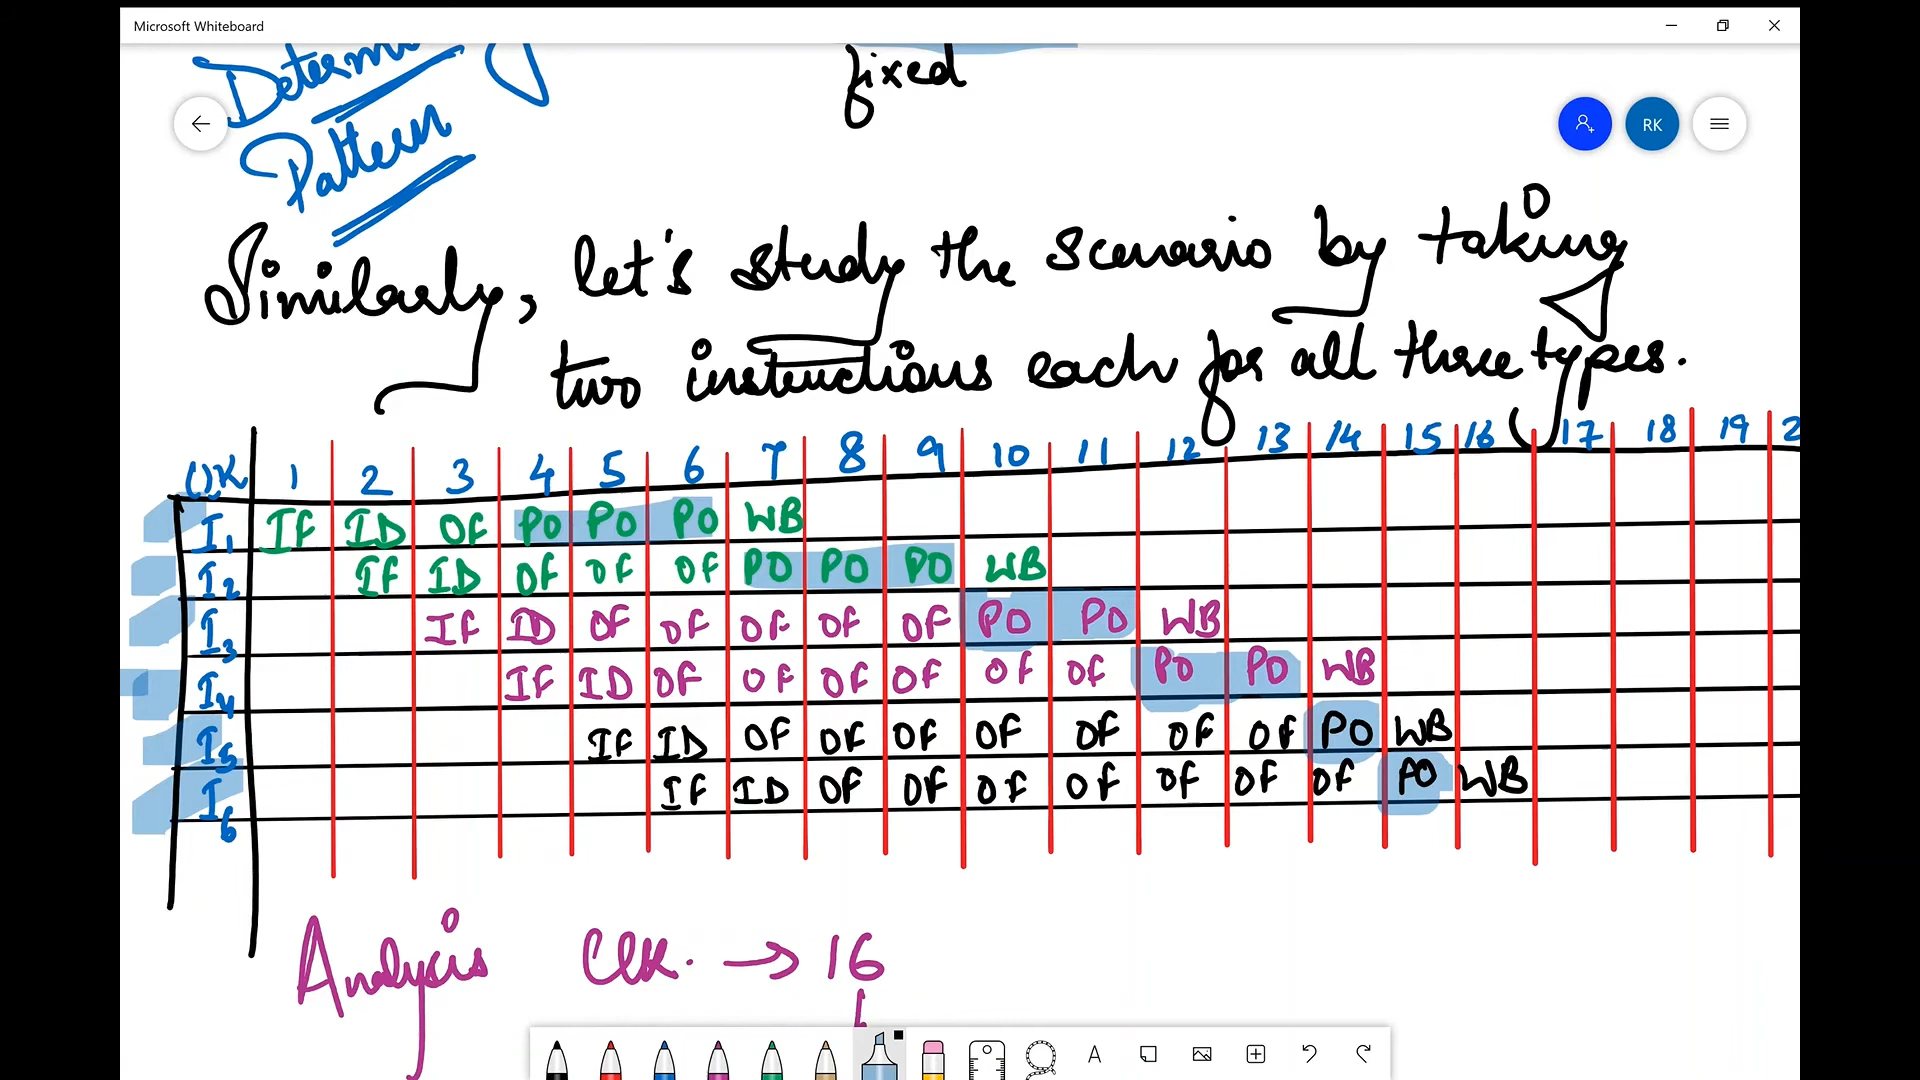 Microsoft Whiteboard
fixed
Pattern
RK
Similarly, let's study the scenario by taking
two instructions each for all three types.
CLK 1 2 3 4 5 6 7 8 9 10 11 12 13 14 15 16 17 18 19 2
I1 IF ID OF PO PO PO WB
I2 IF ID OF OF OF PO PO PO WB
I3 IF ID OF OF OF OF OF PO PO WB
I4 IF ID OF OF OF OF OF OF PO PO WB
I5 IF ID OF OF OF OF OF OF OF PO WB
I6 IF ID OF OF OF OF OF OF OF PO WB
Analysis Clk. → 16
A